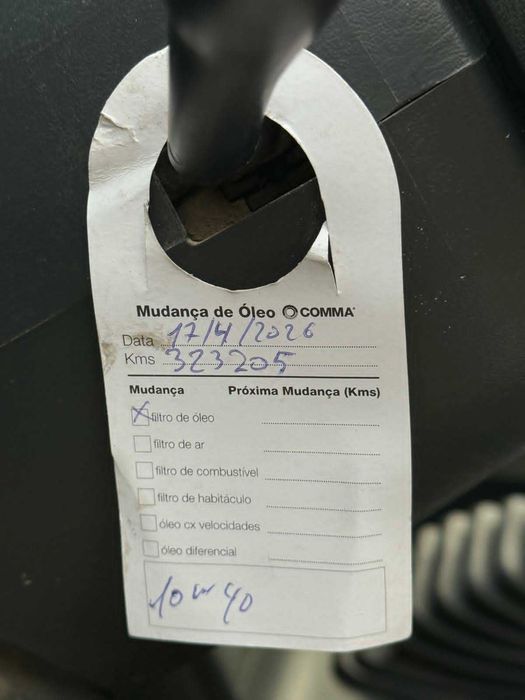 Mudança de Óleo COMMA
Data 17/4/2026
Kms 323205
Mudança Próxima Mudança (Kms)
filtro de óleo
filtro de ar
filtro de combustível
filtro de habitáculo
óleo cx velocidades
óleo diferencial
10w40